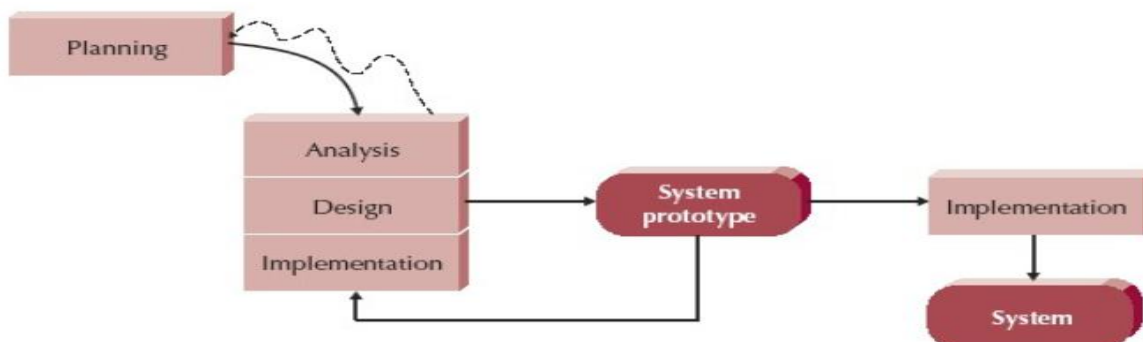 Planning
Analysis
Design
Implementation
System
prototype
Implementation
System